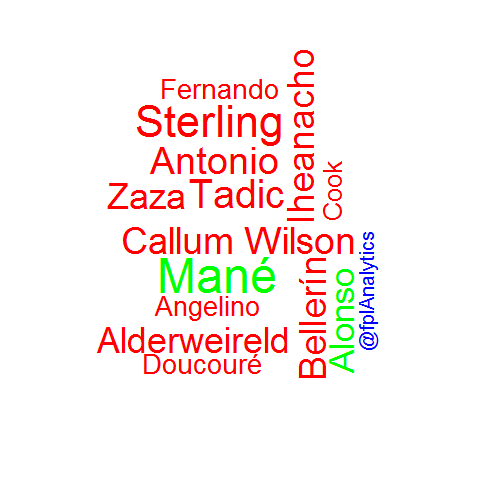 Fernando
Sterling
Antonio
Zaza
Tadic
Iheanacho
Cook
Callum Wilson
Mané
Angelino
Alderweireld
Doucouré
Bellerín
Alonso
@fplAnalytics